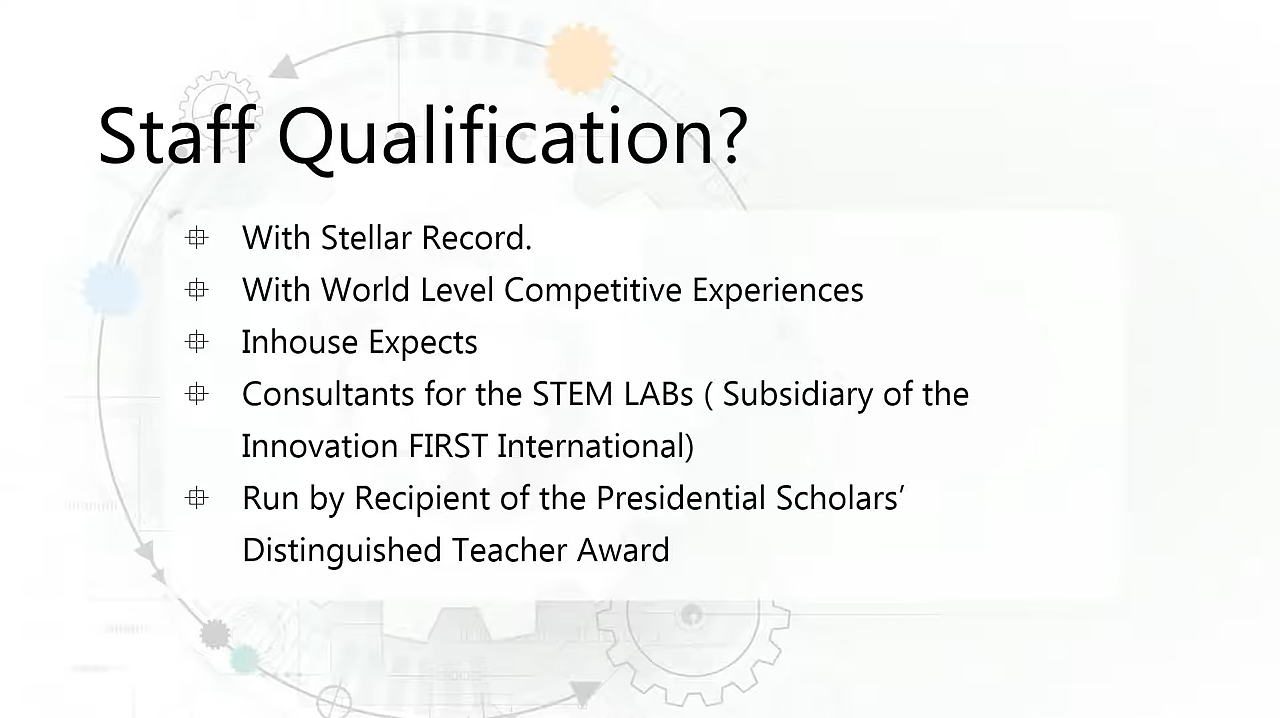 Staff Qualification?
With Stellar Record.
With World Level Competitive Experiences
Inhouse Expects
Consultants for the STEM LABs ( Subsidiary of the
Innovation FIRST International)
Run by Recipient of the Presidential Scholars’
Distinguished Teacher Award